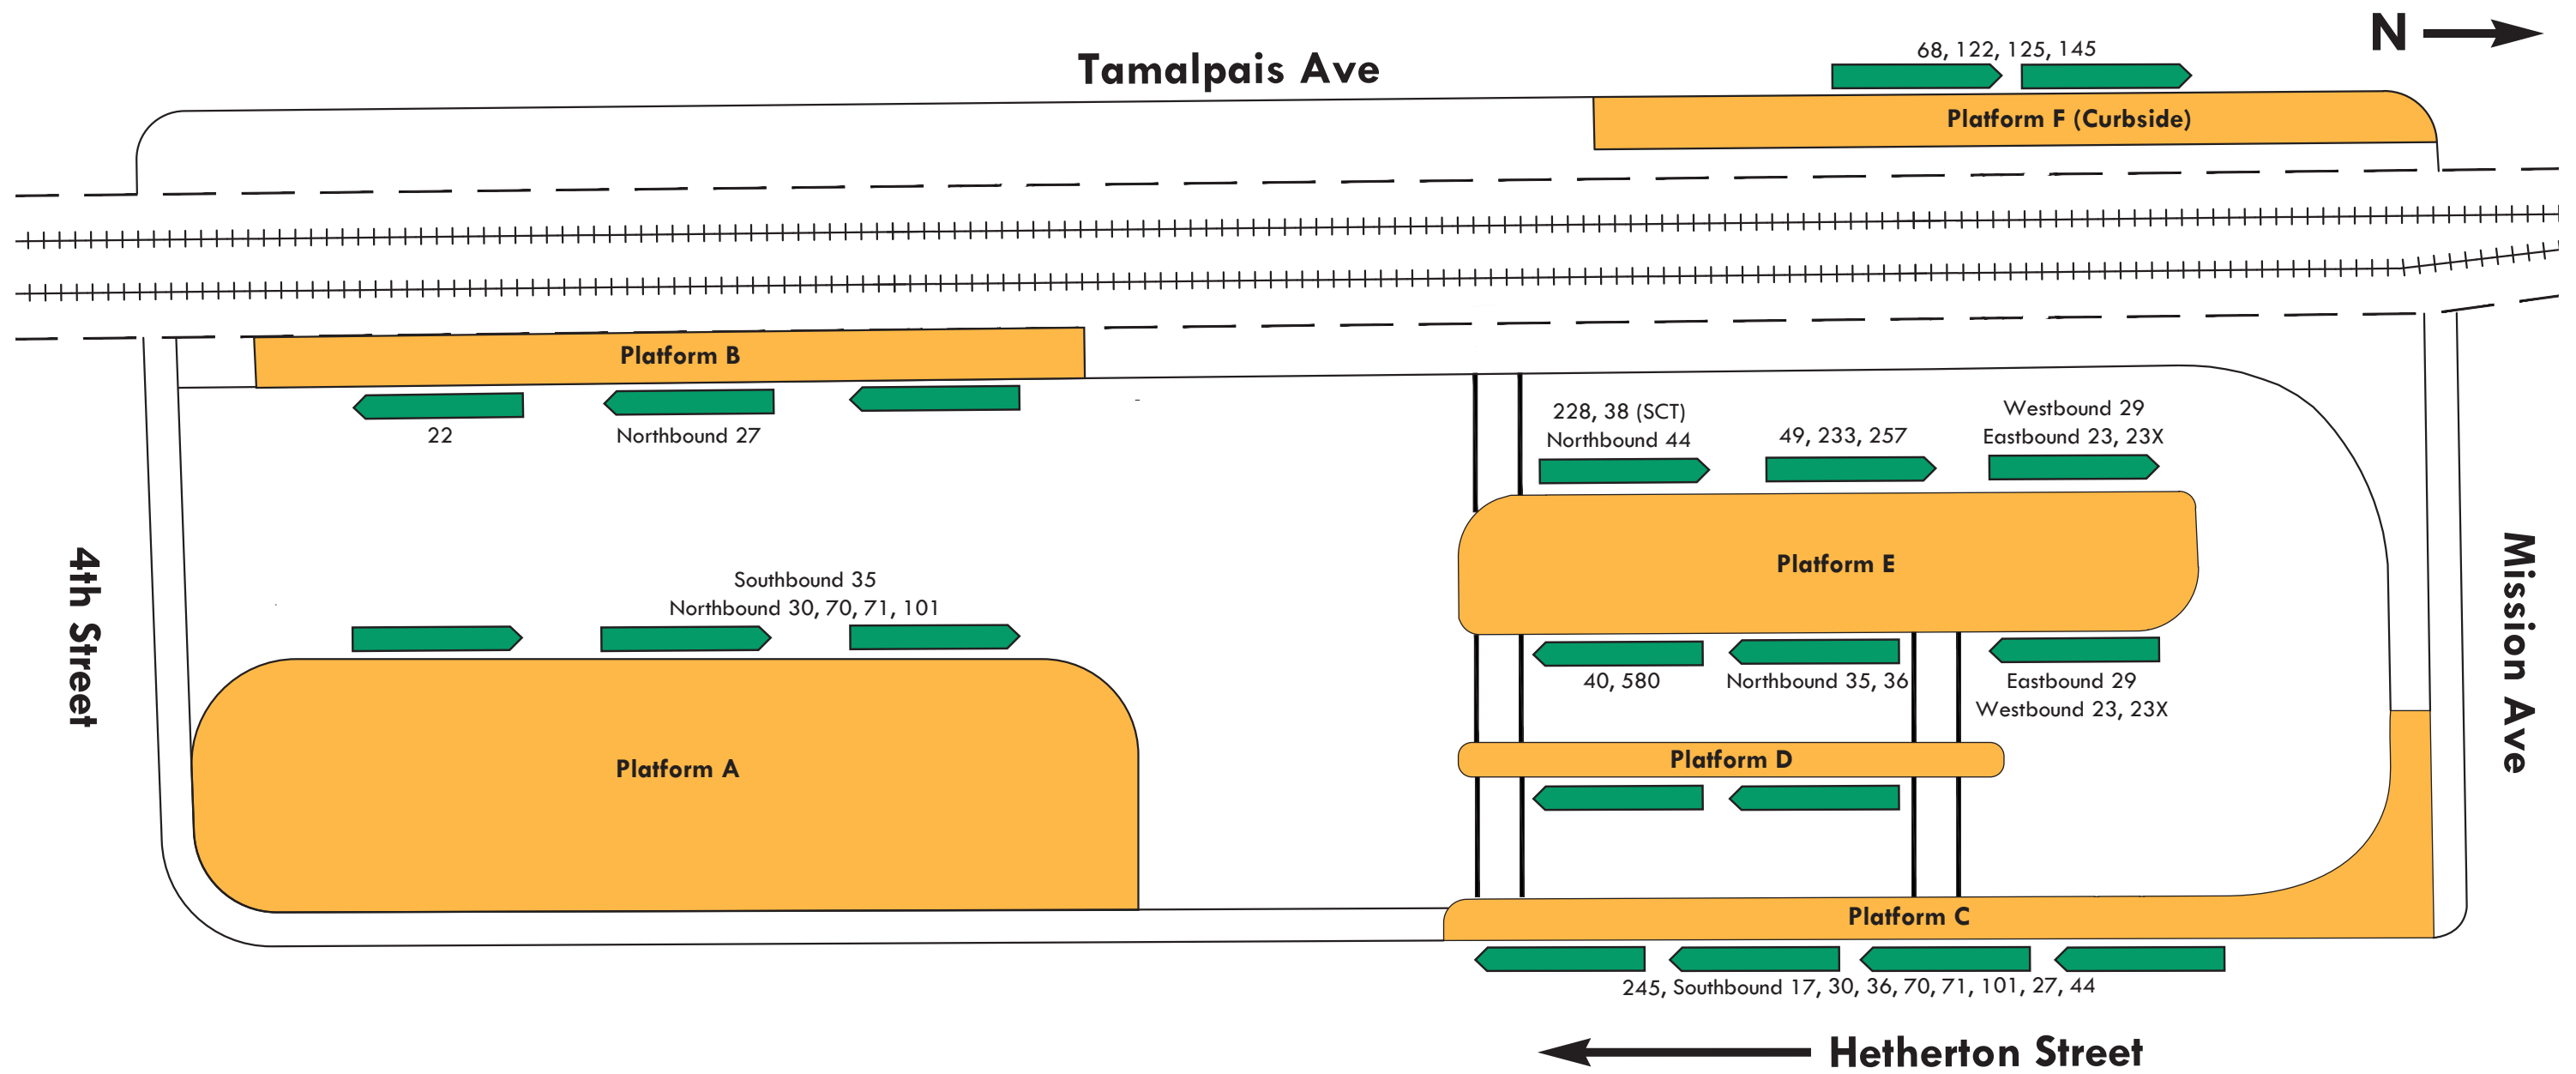 N
68, 122, 125, 145
Tamalpais Ave
Platform F (Curbside)
Platform B
22
Northbound 27
228, 38 (SCT)
Northbound 44
49, 233, 257
Westbound 29
Eastbound 23, 23X
4th Street
Southbound 35
Northbound 30, 70, 71, 101
Platform E
Mission Ave
40, 580
Northbound 35, 36
Eastbound 29
Westbound 23, 23X
Platform A
Platform D
Platform C
245, Southbound 17, 30, 36, 70, 71, 101, 27, 44
Hetherton Street